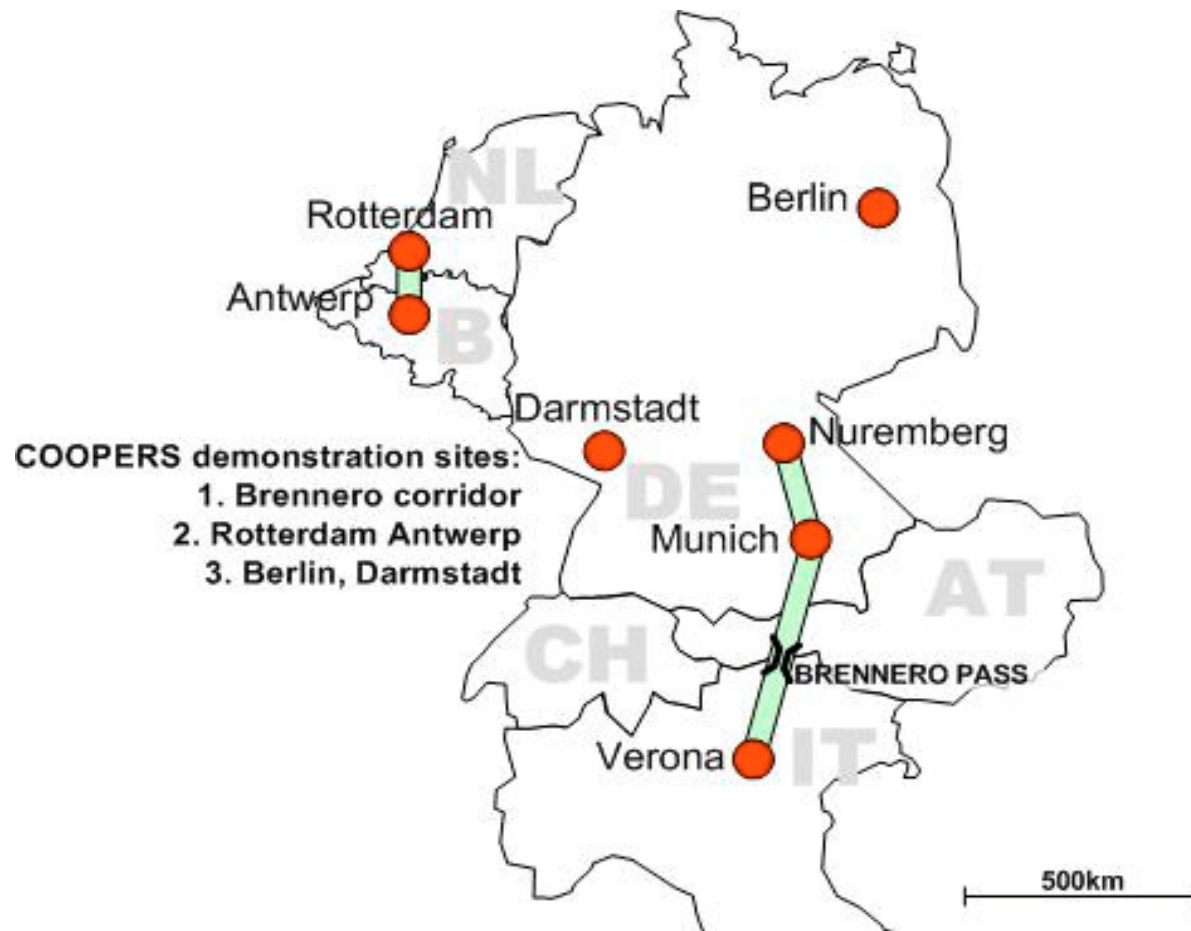 NL
Berlin
Rotterdam
Antwerp
B
Darmstadt
Nuremberg
COOPERS demonstration sites:
1. Brennero corridor
2. Rotterdam Antwerp
3. Berlin, Darmstadt
DE
Munich
AT
CH
BRENNERO PASS
Verona
IT
500km